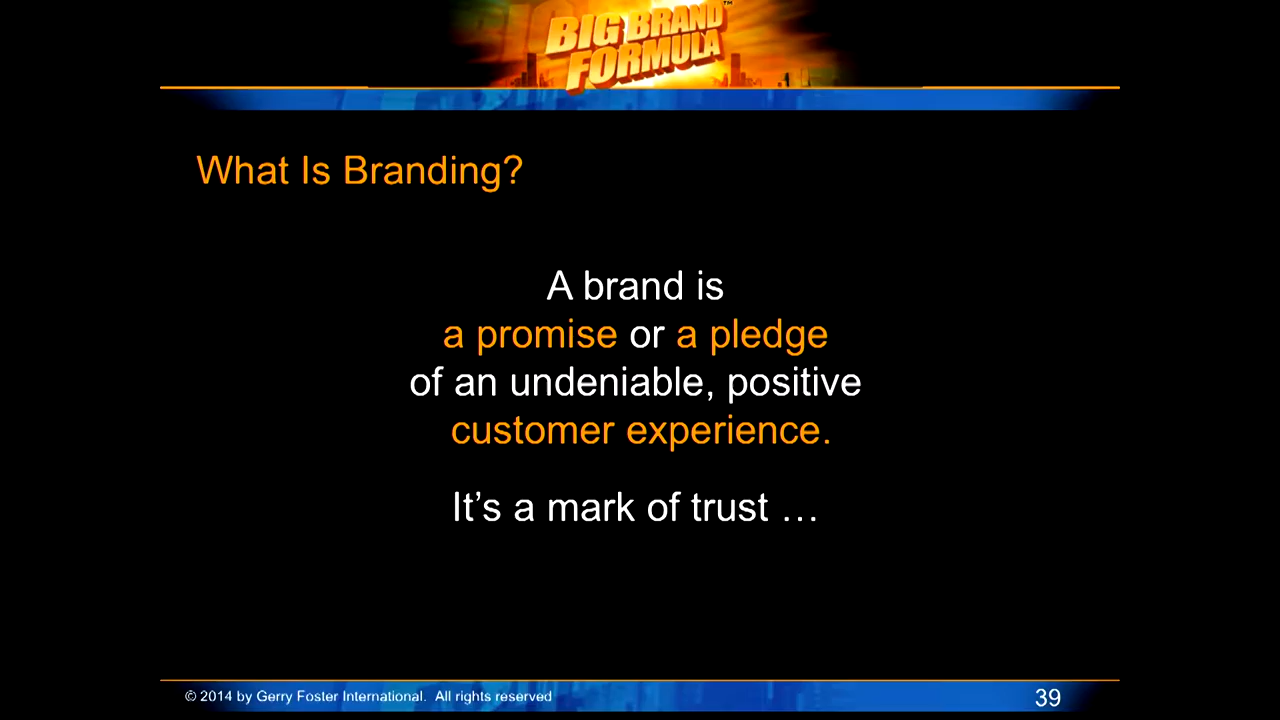 BIG BRAND™
FORMULA
What Is Branding?
A brand is
a promise or a pledge
of an undeniable, positive
customer experience.
It’s a mark of trust …
© 2014 by Gerry Foster International.  All rights reserved
39